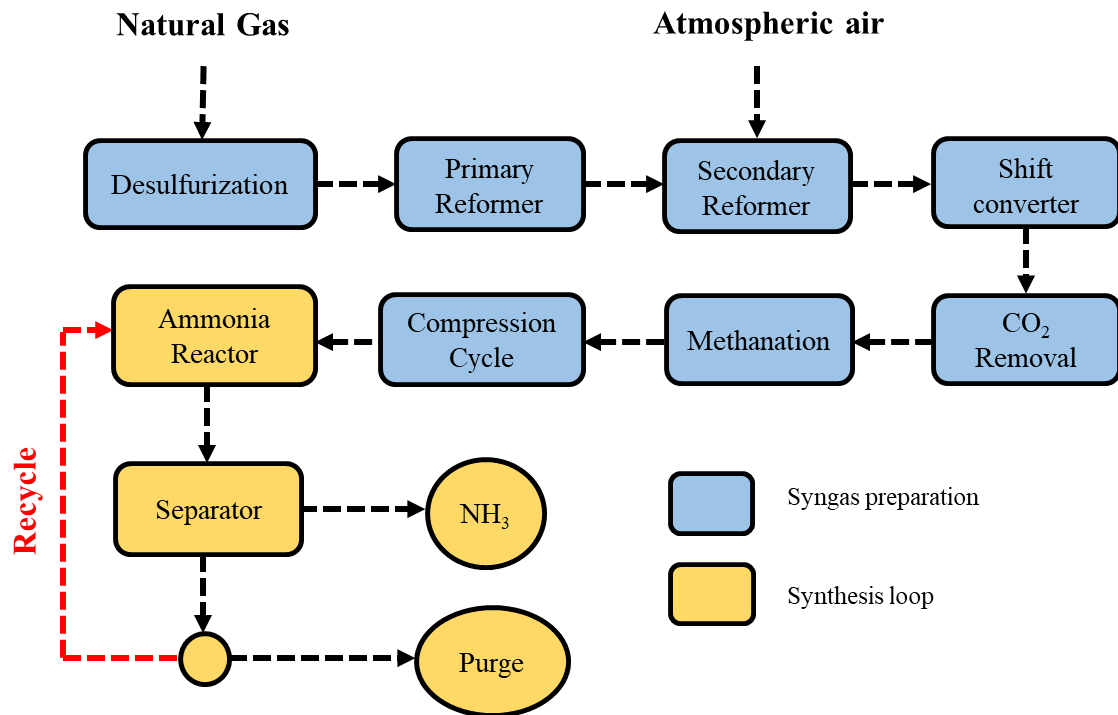 Natural Gas
Atmospheric air
Desulfurization
Primary
Reformer
Secondary
Reformer
Shift
converter
Ammonia
Reactor
Compression
Cycle
Methanation
CO₂
Removal
Recycle
Separator
NH₃
Syngas preparation
Synthesis loop
Purge